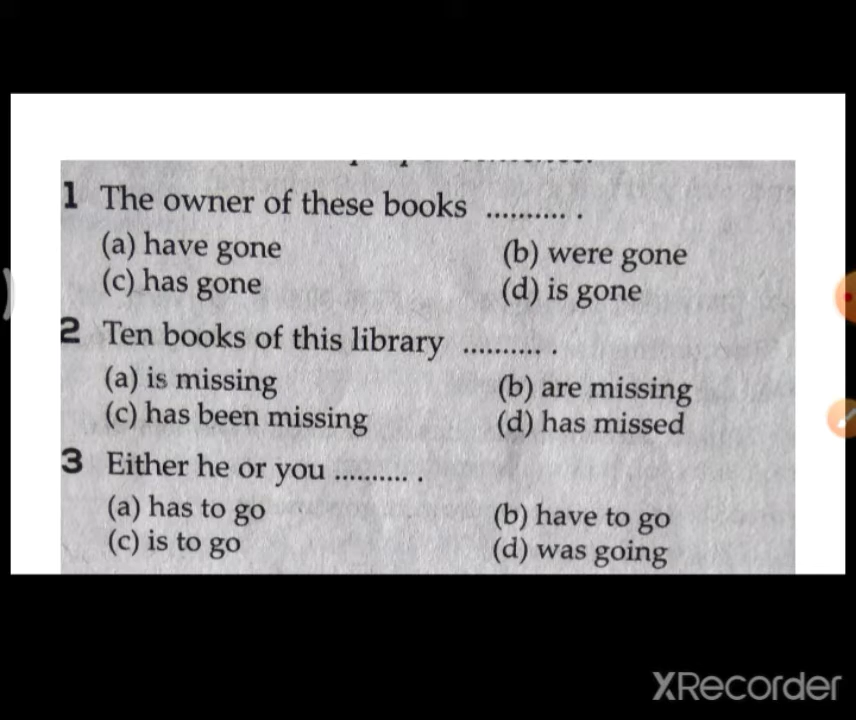 1 The owner of these books .......... .
(a) have gone (b) were gone
(c) has gone (d) is gone
2 Ten books of this library .......... .
(a) is missing (b) are missing
(c) has been missing (d) has missed
3 Either he or you .......... .
(a) has to go (b) have to go
(c) is to go (d) was going
XRecorder